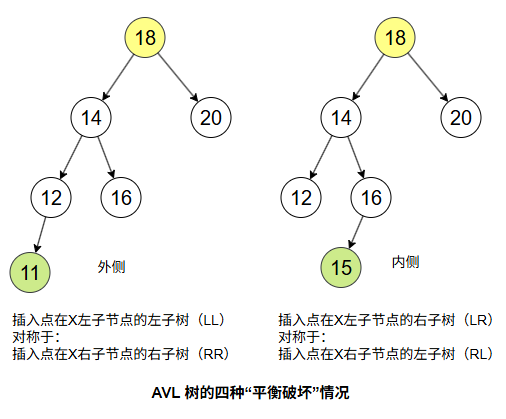 18
14
20
12
16
11
外侧
插入点在X左子节点的左子树（LL）
对称于：
插入点在X右子节点的右子树（RR）
18
14
20
12
16
15
内侧
插入点在X左子节点的右子树（LR）
对称于：
插入点在X右子节点的左子树（RL）
AVL 树的四种“平衡破坏”情况